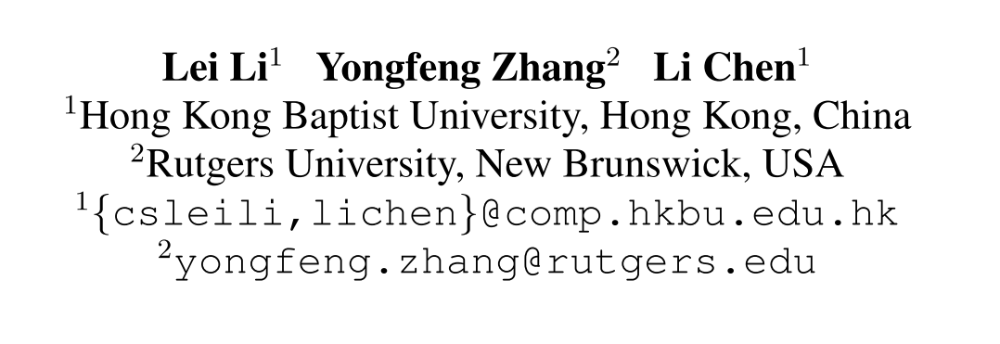 Lei Li¹ Yongfeng Zhang² Li Chen¹
¹Hong Kong Baptist University, Hong Kong, China
²Rutgers University, New Brunswick, USA
¹{csleili,lichen}@comp.hkbu.edu.hk
²yongfeng.zhang@rutgers.edu